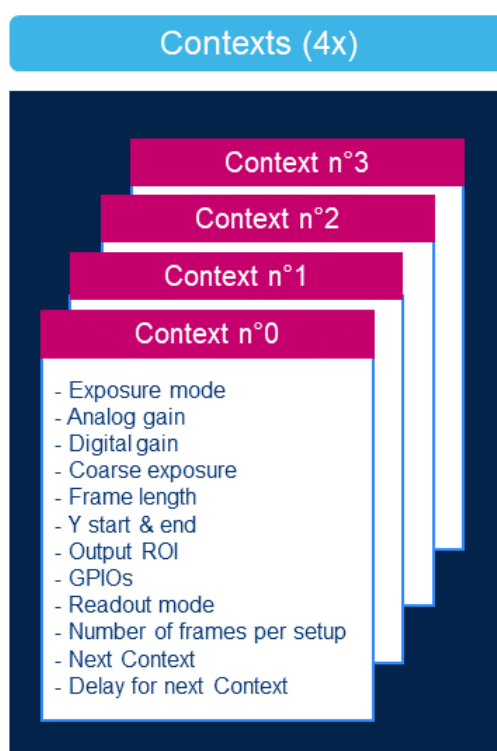 Contexts (4x)
Context n°3
Context n°2
Context n°1
Context n°0
- Exposure mode
- Analog gain
- Digital gain
- Coarse exposure
- Frame length
- Y start & end
- Output ROI
- GPIOs
- Readout mode
- Number of frames per setup
- Next Context
- Delay for next Context